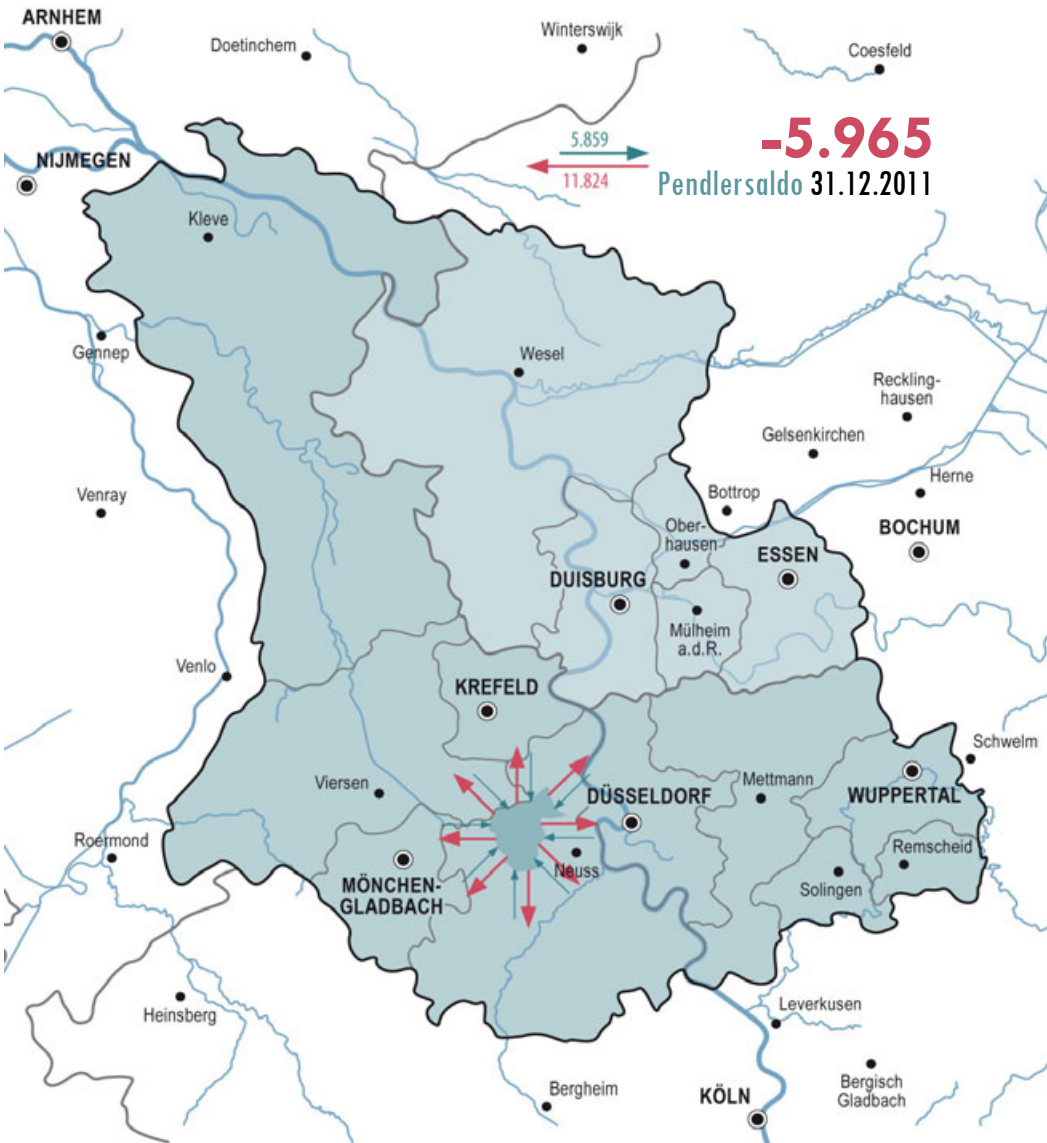 ARNHEM
Doetinchem
Winterswijk
Coesfeld
5.859
11.824
-5.965
Pendlersaldo 31.12.2011
NIJMEGEN
Kleve
Gennep
Wesel
Reckling-
hausen
Gelsenkirchen
Herne
Venray
Bottrop
BOCHUM
Ober-
hausen
ESSEN
DUISBURG
Mülheim
a.d.R.
Venlo
KREFELD
Schwelm
Viersen
Mettmann
DÜSSELDORF
WUPPERTAL
Roermond
Remscheid
Neuss
Solingen
MÖNCHEN-
GLADBACH
Heinsberg
Leverkusen
Bergheim
Bergisch
Gladbach
KÖLN